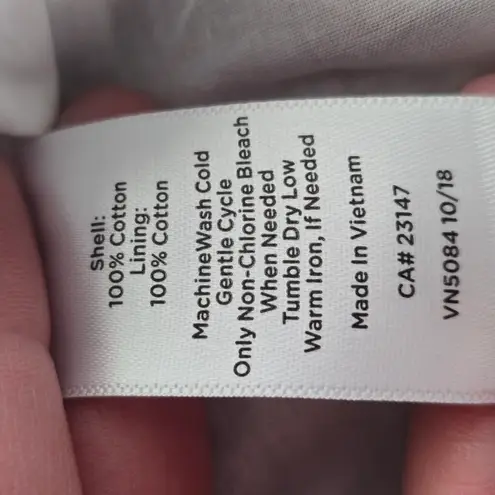 Shell:
100% Cotton
Lining:
100% Cotton
MachineWash Cold
Gentle Cycle
Only Non-Chlorine Bleach
When Needed
Tumble Dry Low
Warm Iron, If Needed
Made In Vietnam
CA# 23147
VN5084 10/18